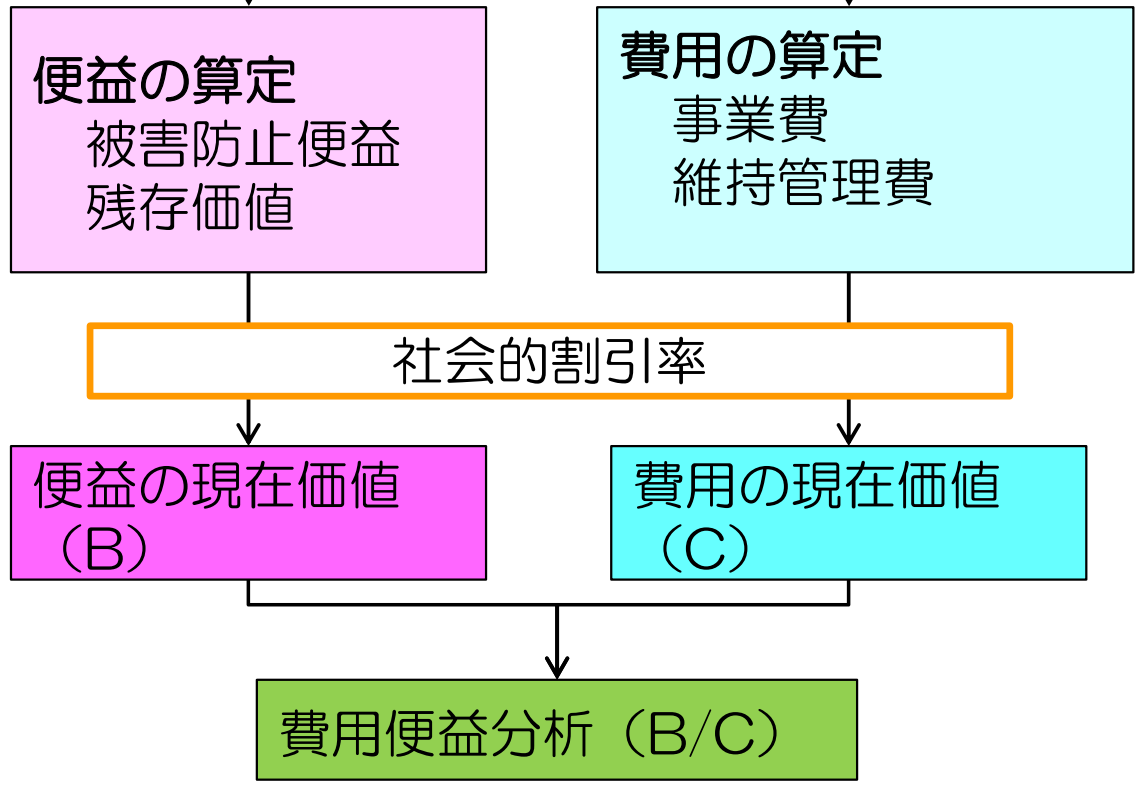 便益の算定
被害防止便益
残存価値
費用の算定
事業費
維持管理費
社会的割引率
便益の現在価値
（B）
費用の現在価値
（C）
費用便益分析（B/C）